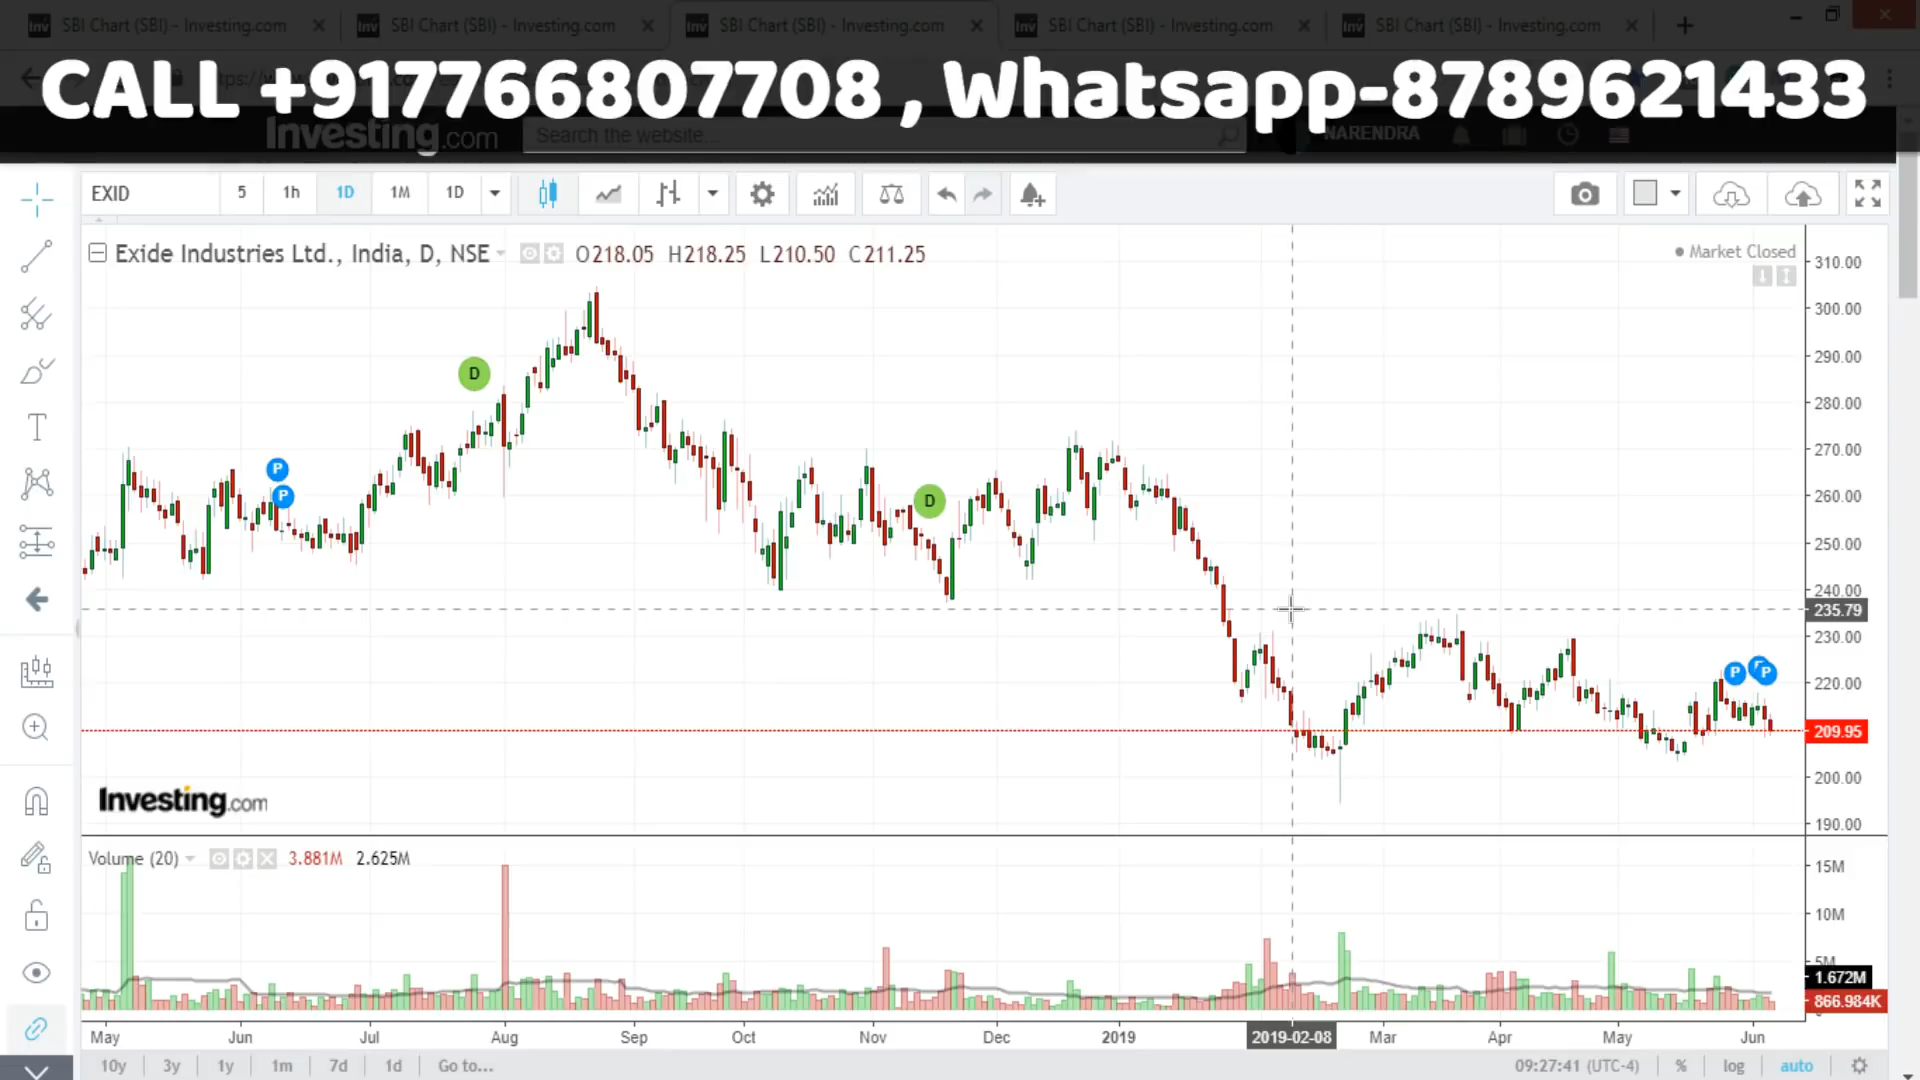 SBI Chart (SBI) - Investing.com SBI Chart (SBI) - Investing.com SBI Chart (SBI) - Investing.com SBI Chart (SBI) - Investing.com SBI Chart (SBI) - Investing.com
CALL +917766807708 , Whatsapp-8789621433
Investing.com Search the website... NARENDRA
EXID 5 1h 1D 1M 1D
Exide Industries Ltd., India, D, NSE O218.05 H218.25 L210.50 C211.25
Market Closed
310.00
300.00
290.00
D
280.00
270.00
P
260.00
P
D
250.00
240.00
235.79
230.00
P P
220.00
209.95
200.00
Investing.com
190.00
Volume (20) 3.881M 2.625M
15M
10M
5M
1.672M
866.984K
May Jun Jul Aug Sep Oct Nov Dec 2019 2019-02-08 Mar Apr May Jun
10y 3y 1y 1m 7d 1d Go to... 09:27:41 (UTC-4) % log auto